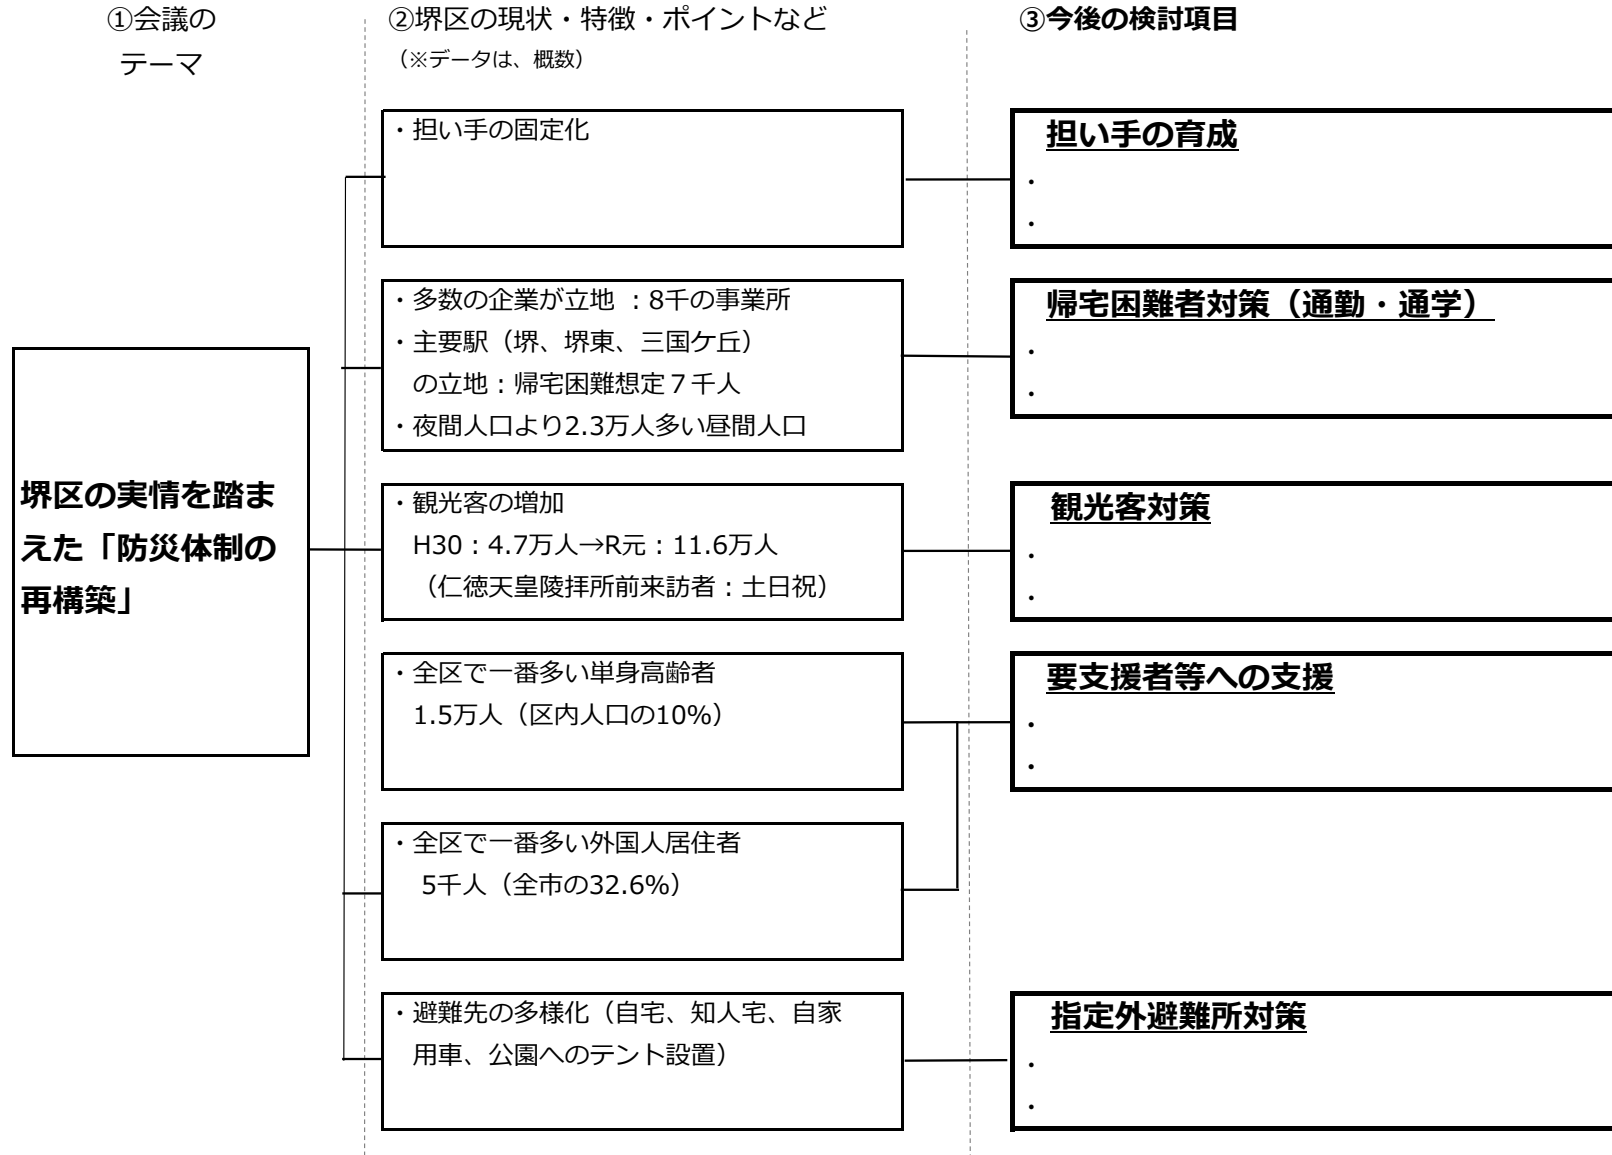 ①会議の
テーマ
②堺区の現状・特徴・ポイントなど
（※データは、概数）
③今後の検討項目
堺区の実情を踏ま
えた「防災体制の
再構築」
・担い手の固定化
担い手の育成
・
・
・多数の企業が立地 ：8千の事業所
・主要駅（堺、堺東、三国ケ丘）
の立地：帰宅困難想定７千人
・夜間人口より2.3万人多い昼間人口
帰宅困難者対策（通勤・通学）
・
・
・観光客の増加
H30：4.7万人→R元：11.6万人
（仁徳天皇陵拝所前来訪者：土日祝）
観光客対策
・
・
・全区で一番多い単身高齢者
1.5万人（区内人口の10%）
要支援者等への支援
・
・
・全区で一番多い外国人居住者
5千人（全市の32.6%）
・避難先の多様化（自宅、知人宅、自家
用車、公園へのテント設置）
指定外避難所対策
・
・